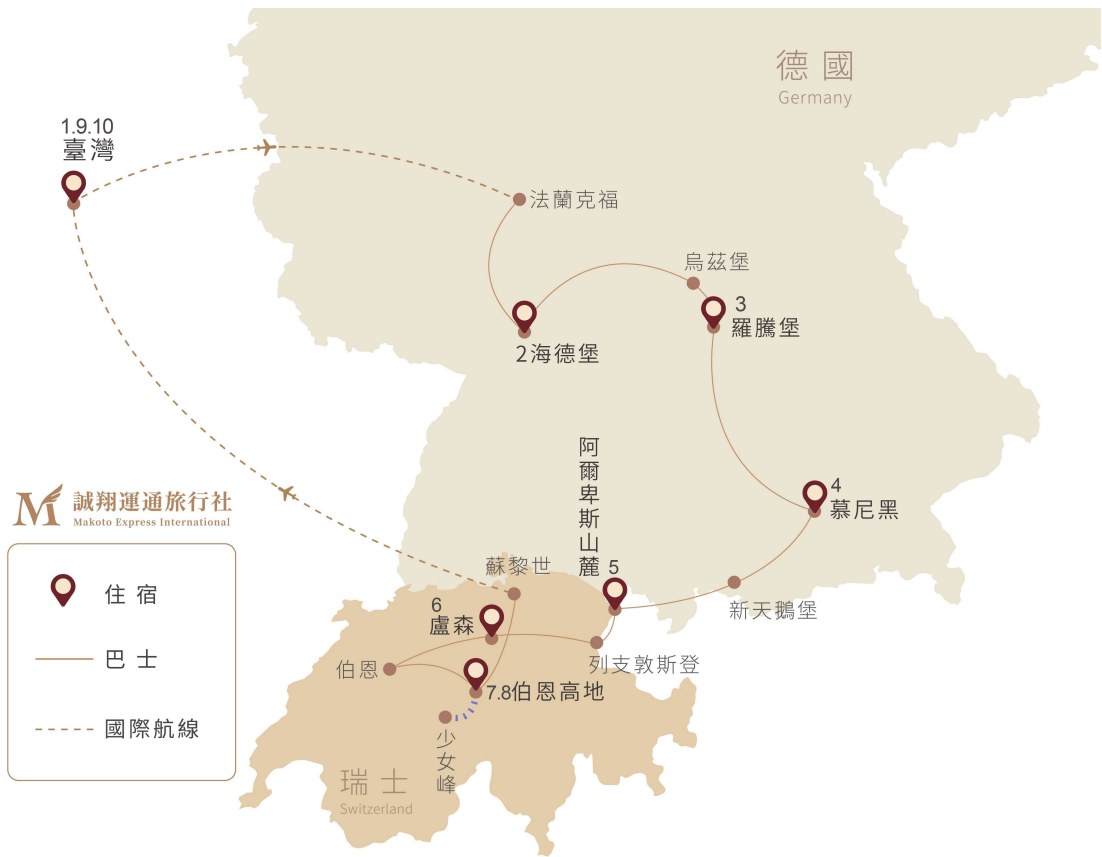 德國
Germany
1.9.10
臺灣
法蘭克福
烏茲堡
3
羅騰堡
2海德堡
阿爾卑斯山麓
5
4
慕尼黑
新天鵝堡
誠翔運通旅行社
Makoto Express International
住宿
巴士
國際航線
蘇黎世
6
盧森
伯恩
列支敦斯登
7.8伯恩高地
少女峰
瑞士
Switzerland